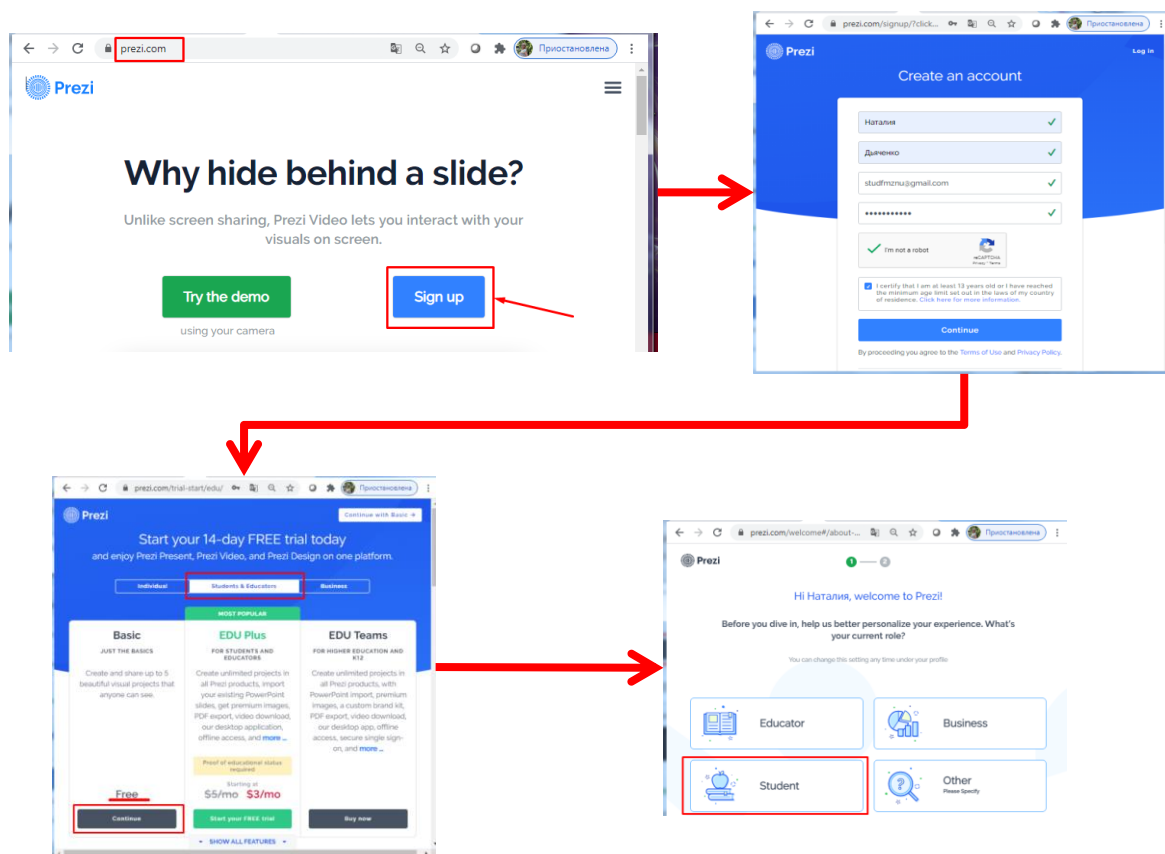 prezi.com
Приостановлена
Prezi
Why hide behind a slide?
Unlike screen sharing, Prezi Video lets you interact with your
visuals on screen.
Try the demo
Sign up
using your camera
prezi.com/signup/?click...
Приостановлена
Prezi
Log in
Create an account
Наталия
Дьяченко
studfmznu@gmail.com
•••••••••••
I'm not a robot
reCAPTCHA
Privacy - Terms
I certify that I am at least 13 years old or I have reached
the minimum age limit set out in the laws of my country
of residence. Click here for more information.
Continue
By proceeding you agree to the Terms of Use and Privacy Policy.
prezi.com/trial-start/edu/
Приостановлена
Prezi
Continue with Basic →
Start your 14-day FREE trial today
and enjoy Prezi Present, Prezi Video, and Prezi Design on one platform.
Individual
Students & Educators
Business
MOST POPULAR
Basic
JUST THE BASICS
Create and share up to 5
beautiful visual projects that
anyone can see.
Free
Continue
EDU Plus
FOR STUDENTS AND
EDUCATORS
Create unlimited projects in
all Prezi products, import
your existing PowerPoint
slides, get premium images,
PDF export, video download,
our desktop application,
offline access, and more ...
Proof of educational status
required
Starting at
$5/mo $3/mo
Start your FREE trial
SHOW ALL FEATURES
EDU Teams
FOR HIGHER EDUCATION AND
K12
Create unlimited projects in
all Prezi products, with
PowerPoint import, premium
images, a custom brand kit,
PDF export, video download,
our desktop app, offline
access, secure single sign-
on, and more ...
Buy now
prezi.com/welcome#/about-...
Приостановлена
Prezi
1
2
Hi Наталия, welcome to Prezi!
Before you dive in, help us better personalize your experience. What's
your current role?
You can change this setting any time under your profile
Educator
Business
Student
Other
Please Specify